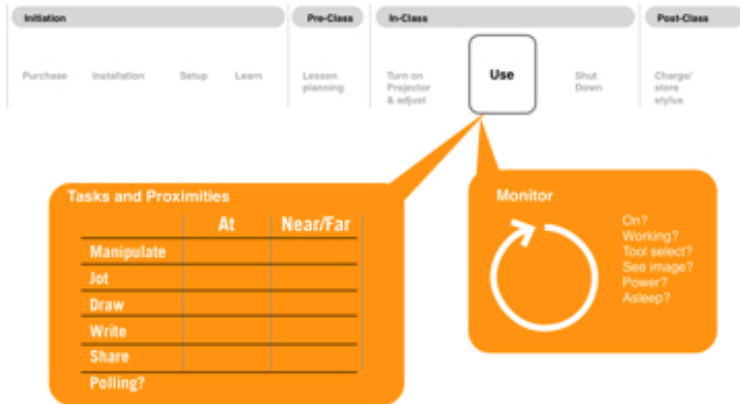 Initiation
Pre-Class
In-Class
Post-Class
Purchase
Installation
Setup
Learn
Lesson
planning
Turn on
Projector
& adjust
Use
Shut
Down
Charge/
store
stylus
Tasks and Proximities
At
Near/Far
Manipulate
Jot
Draw
Write
Share
Polling?
Monitor
On?
Working?
Tool select?
See image?
Power?
Asleep?